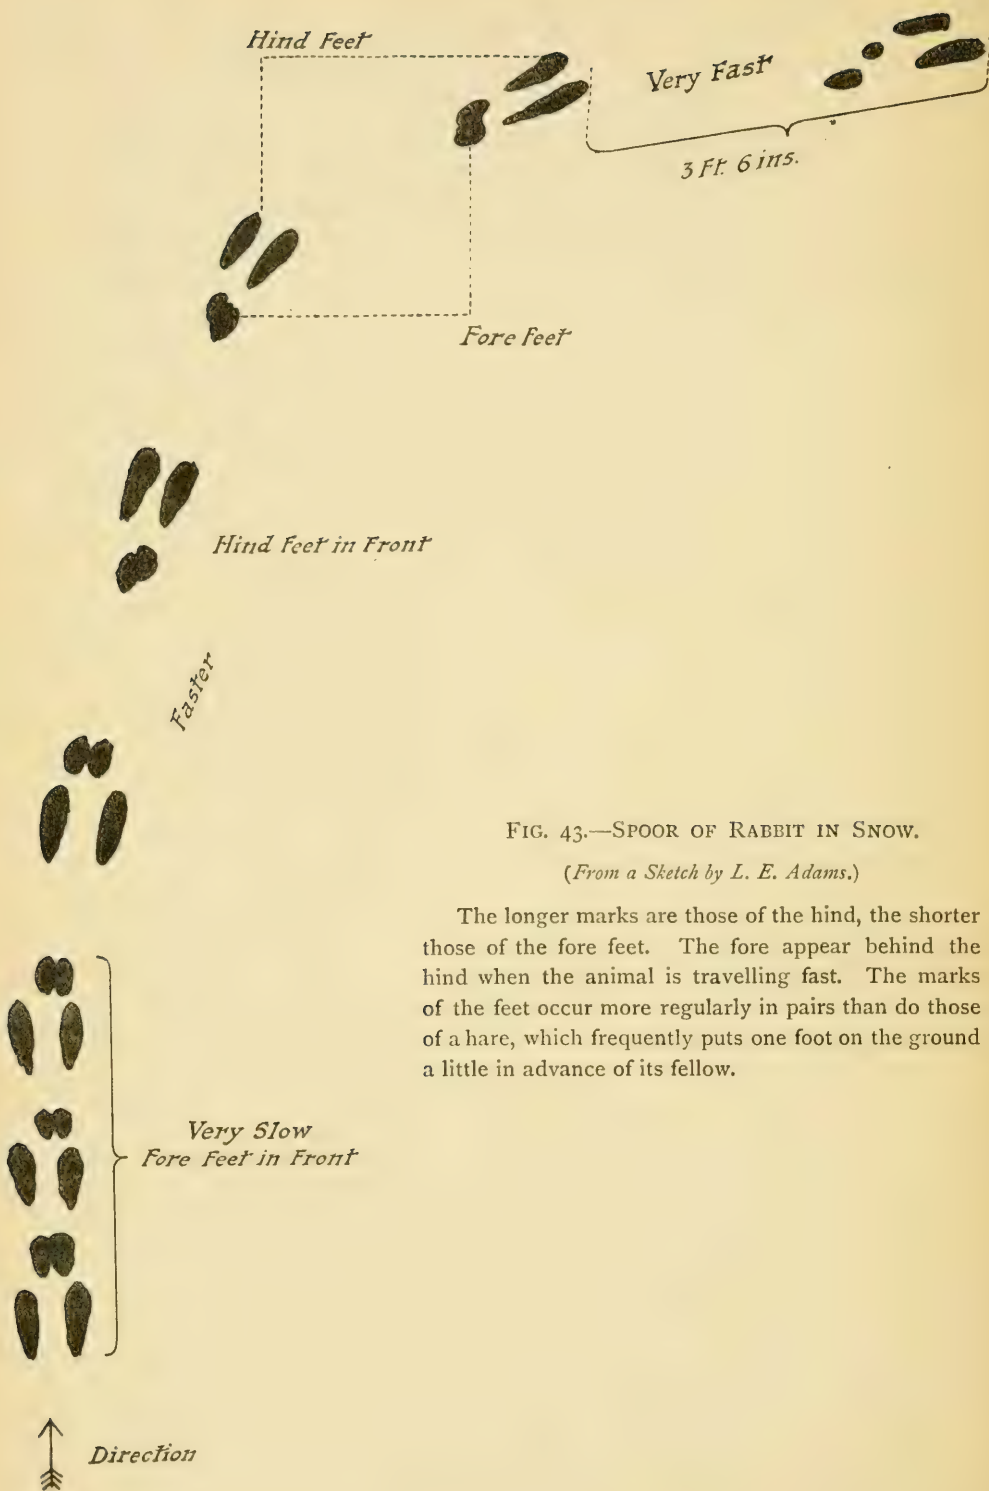 Hind Feet
Very Fast
3 Ft. 6 ins.
Fore Feet
Hind Feet in Front
Faster
FIG. 43.—SPOOR OF RABBIT IN SNOW.
(From a Sketch by L. E. Adams.)
The longer marks are those of the hind, the shorter
those of the fore feet. The fore appear behind the
hind when the animal is travelling fast. The marks
of the feet occur more regularly in pairs than do those
of a hare, which frequently puts one foot on the ground
a little in advance of its fellow.
Very Slow
Fore Feet in Front
Direction